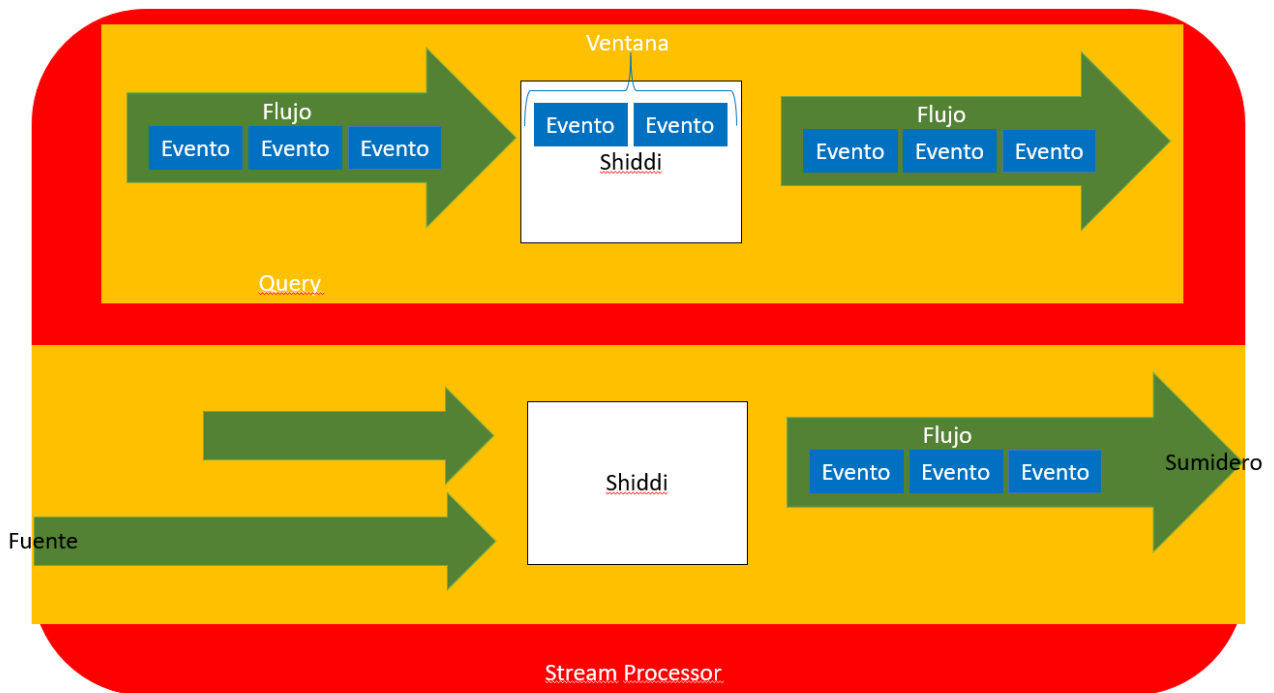 Ventana
Flujo
Evento Evento Evento
Evento Evento
Shiddi
Flujo
Evento Evento Evento
Query
Shiddi
Flujo
Evento Evento Evento
Sumidero
Fuente
Stream Processor